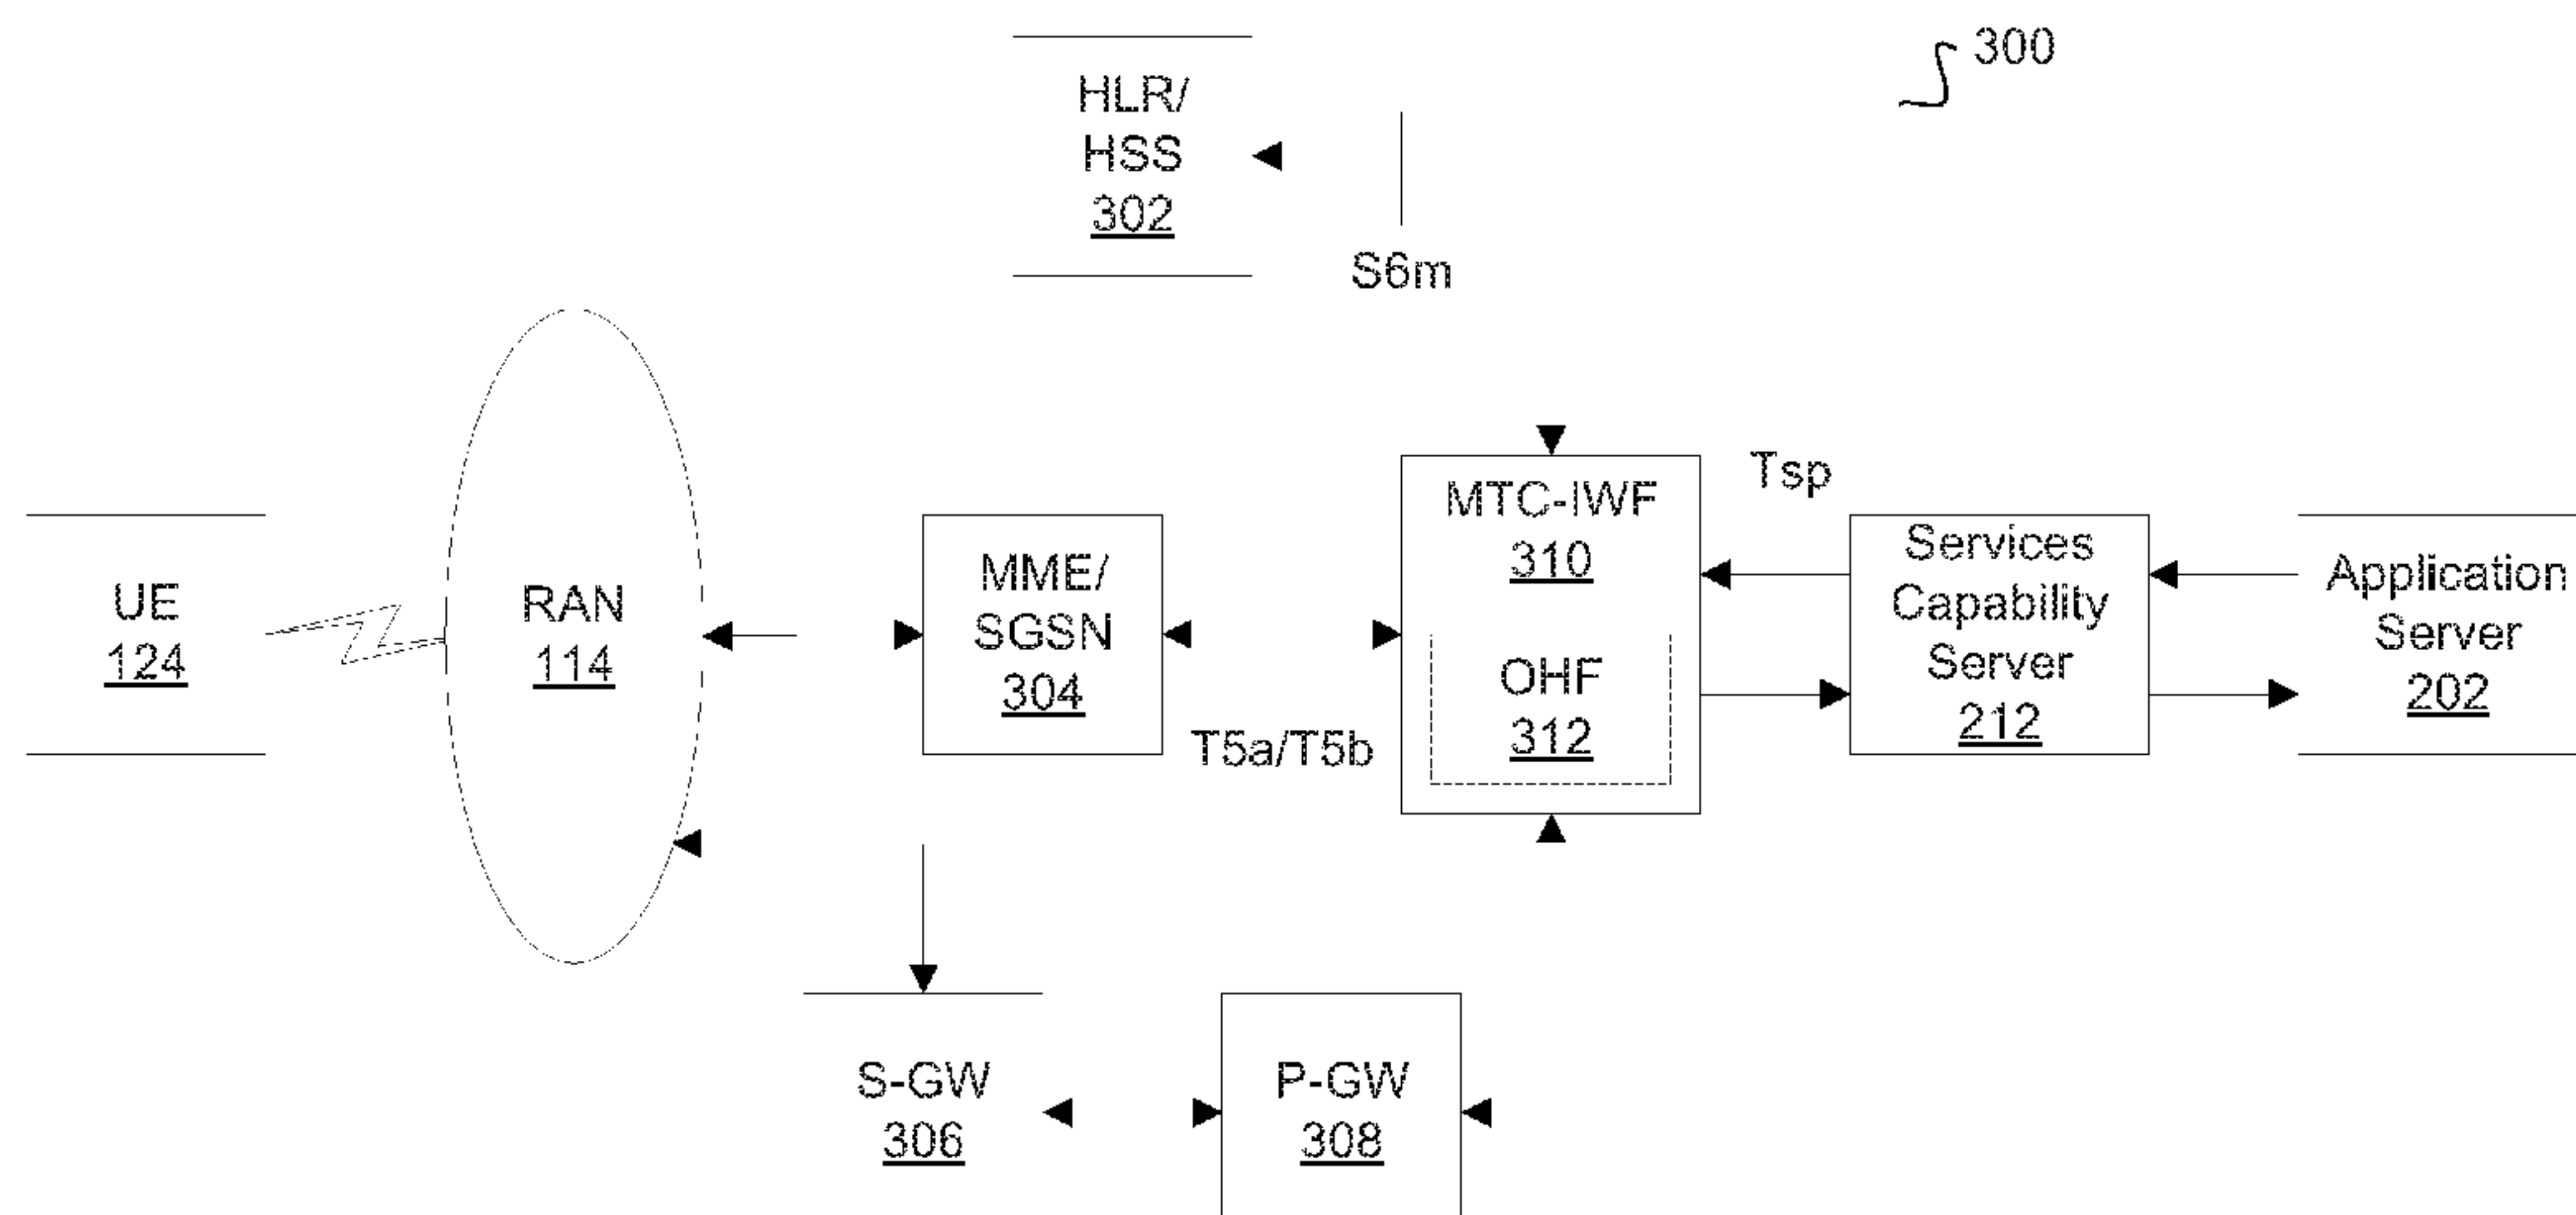 300
HLR/
HSS
302
S6m
UE
124
RAN
114
MME/
SGSN
304
T5a/T5b
MTC-IWF
310
OHF
312
Tsp
Services
Capability
Server
212
Application
Server
202
S-GW
306
P-GW
308